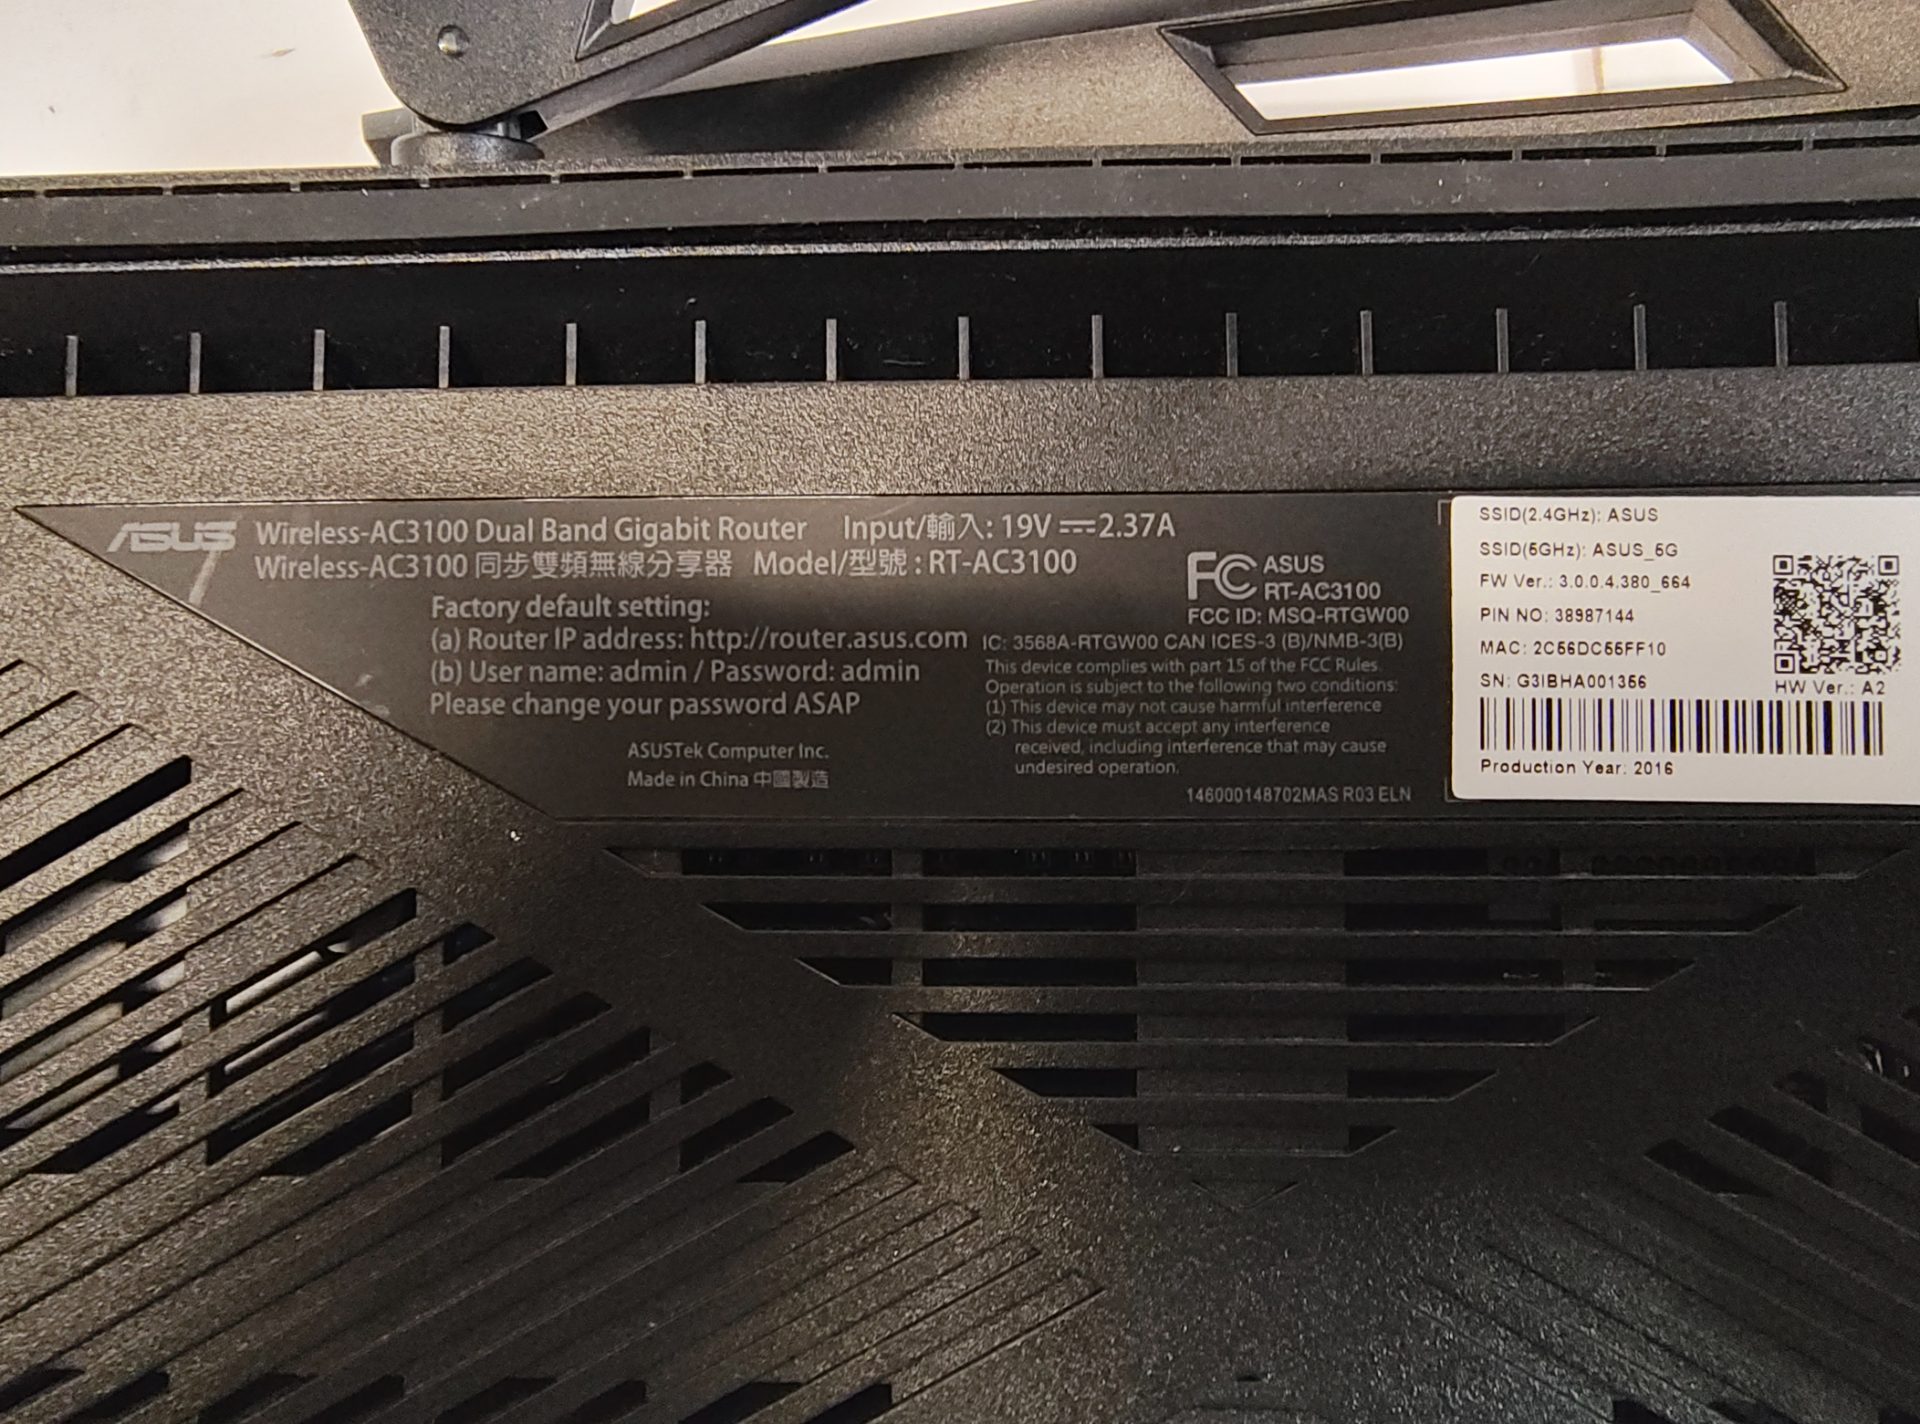 ASUS Wireless-AC3100 Dual Band Gigabit Router Input/輸入: 19V ⎓2.37A
Wireless-AC3100 同步雙頻無線分享器 Model/型號 : RT-AC3100
Factory default setting:
(a) Router IP address: http://router.asus.com
(b) User name: admin / Password: admin
Please change your password ASAP
ASUSTek Computer Inc.
Made in China 中國製造
FC ASUS
RT-AC3100
FCC ID: MSQ-RTGW00
IC: 3568A-RTGW00 CAN ICES-3 (B)/NMB-3(B)
This device complies with part 15 of the FCC Rules.
Operation is subject to the following two conditions:
(1) This device may not cause harmful interference
(2) This device must accept any interference
received, including interference that may cause
undesired operation.
146000148702MAS R03 ELN
SSID(2.4GHz): ASUS
SSID(5GHz): ASUS_5G
FW Ver.: 3.0.0.4.380_664
PIN NO: 38987144
MAC: 2C56DC55FF10
SN: G3IBHA001356
HW Ver.: A2
Production Year: 2016